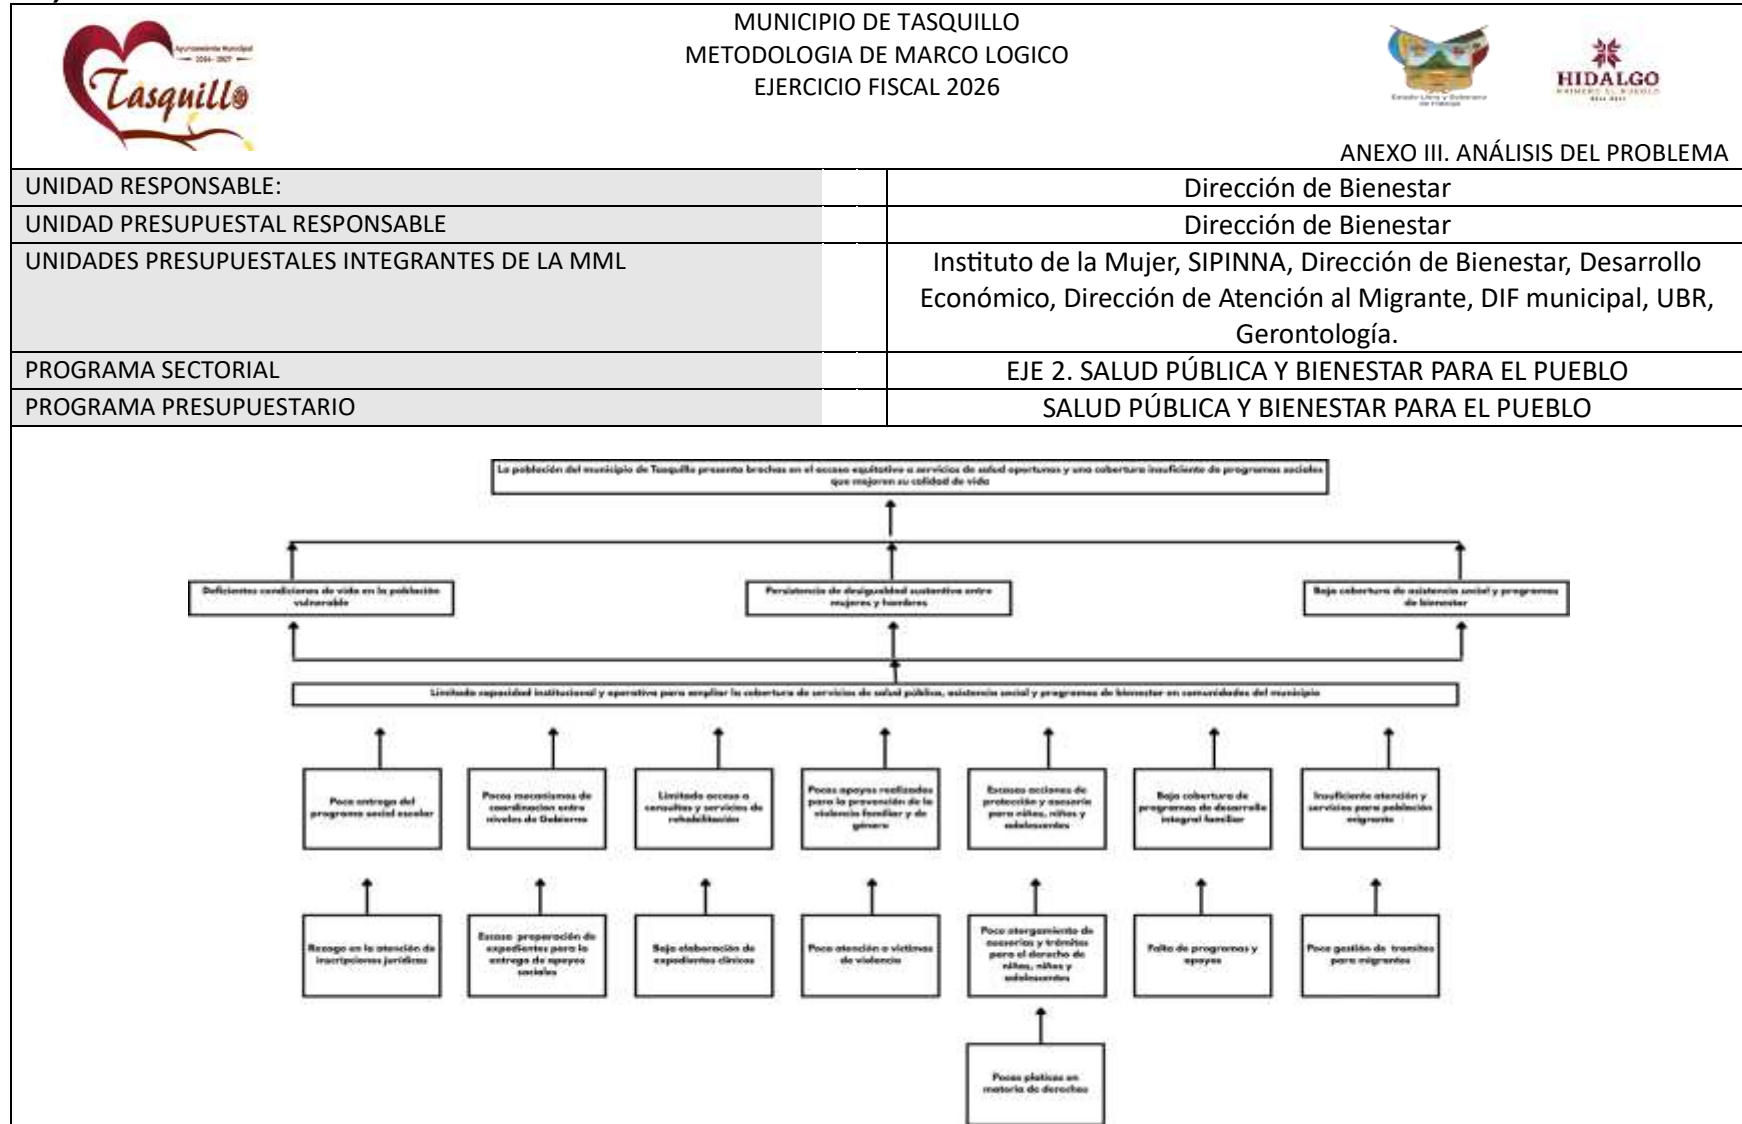 Ayuntamiento Municipal
2024 - 2027
Tasquillo
MUNICIPIO DE TASQUILLO
METODOLOGIA DE MARCO LOGICO
EJERCICIO FISCAL 2026
Estado Libre y Soberano
de Hidalgo
HIDALGO
PRIMERO EL PUEBLO
ANEXO III. ANÁLISIS DEL PROBLEMA
UNIDAD RESPONSABLE:
Dirección de Bienestar
UNIDAD PRESUPUESTAL RESPONSABLE
Dirección de Bienestar
UNIDADES PRESUPUESTALES INTEGRANTES DE LA MML
Instituto de la Mujer, SIPINNA, Dirección de Bienestar, Desarrollo
Económico, Dirección de Atención al Migrante, DIF municipal, UBR,
Gerontología.
PROGRAMA SECTORIAL
EJE 2. SALUD PÚBLICA Y BIENESTAR PARA EL PUEBLO
PROGRAMA PRESUPUESTARIO
SALUD PÚBLICA Y BIENESTAR PARA EL PUEBLO
La población del municipio de Tasquillo presenta brechas en el acceso equitativo a servicios de salud oportunos y una cobertura insuficiente de programas sociales
que mejoren su calidad de vida
Deficientes condiciones de vida en la población
vulnerable
Persistencia de desigualdad sustantiva entre
mujeres y hombres
Baja cobertura de asistencia social y programas
de bienestar
Limitada capacidad institucional y operativa para ampliar la cobertura de servicios de salud pública, asistencia social y programas de bienestar en comunidades del municipio
Poca entrega del
programa social escolar
Pocos mecanismos de
coordinacion entre
niveles de Gobierno
Limitado acceso a
consultas y servicios de
rehabilitación
Pocos apoyos realizados
para la prevención de la
violencia familiar y de
género
Escasas acciones de
protección y asesoría
para niñas, niños y
adolescentes
Baja cobertura de
programas de desarrollo
integral familiar
Insuficiente atención y
servicios para población
migrante
Rezago en la atención de
inscripciones jurídicas
Escasa preparación de
expedientes para la
entrega de apoyos
sociales
Baja elaboración de
expedientes clínicos
Poca atención a víctimas
de violencia
Poco otorgamiento de
asesorías y trámites
para el derecho de
niñas, niños y
adolescentes
Falta de programas y
apoyos
Poca gestión de tramites
para migrantes
Pocas platicas en
materia de derechos